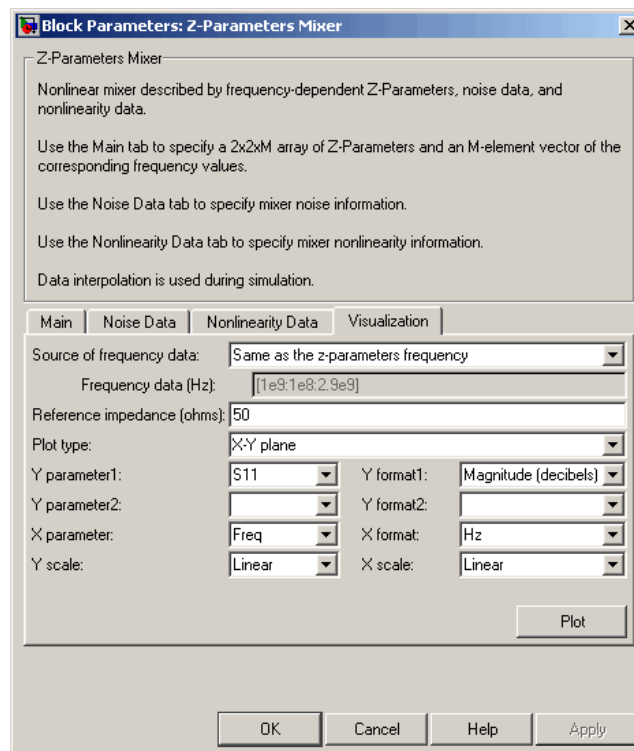 Block Parameters: Z-Parameters Mixer
Z-Parameters Mixer
Nonlinear mixer described by frequency-dependent Z-Parameters, noise data, and
nonlinearity data.
Use the Main tab to specify a 2x2xM array of Z-Parameters and an M-element vector of the
corresponding frequency values.
Use the Noise Data tab to specify mixer noise information.
Use the Nonlinearity Data tab to specify mixer nonlinearity information.
Data interpolation is used during simulation.
Main Noise Data Nonlinearity Data Visualization
Source of frequency data: Same as the z-parameters frequency
Frequency data (Hz): [1e9:1e8:2.9e9]
Reference impedance (ohms): 50
Plot type: X-Y plane
Y parameter1: S11 Y format1: Magnitude (decibels)
Y parameter2: Y format2:
X parameter: Freq X format: Hz
Y scale: Linear X scale: Linear
Plot
OK Cancel Help Apply